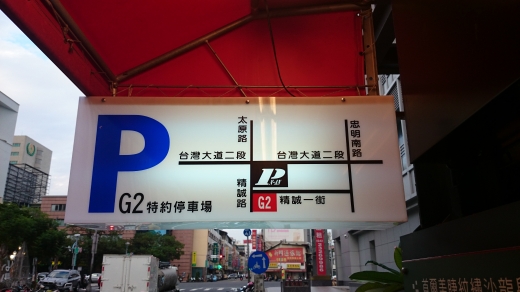 P
G2特約停車場
太原路
忠明南路
台灣大道二段
台灣大道二段
精誠路
G2
精誠一街